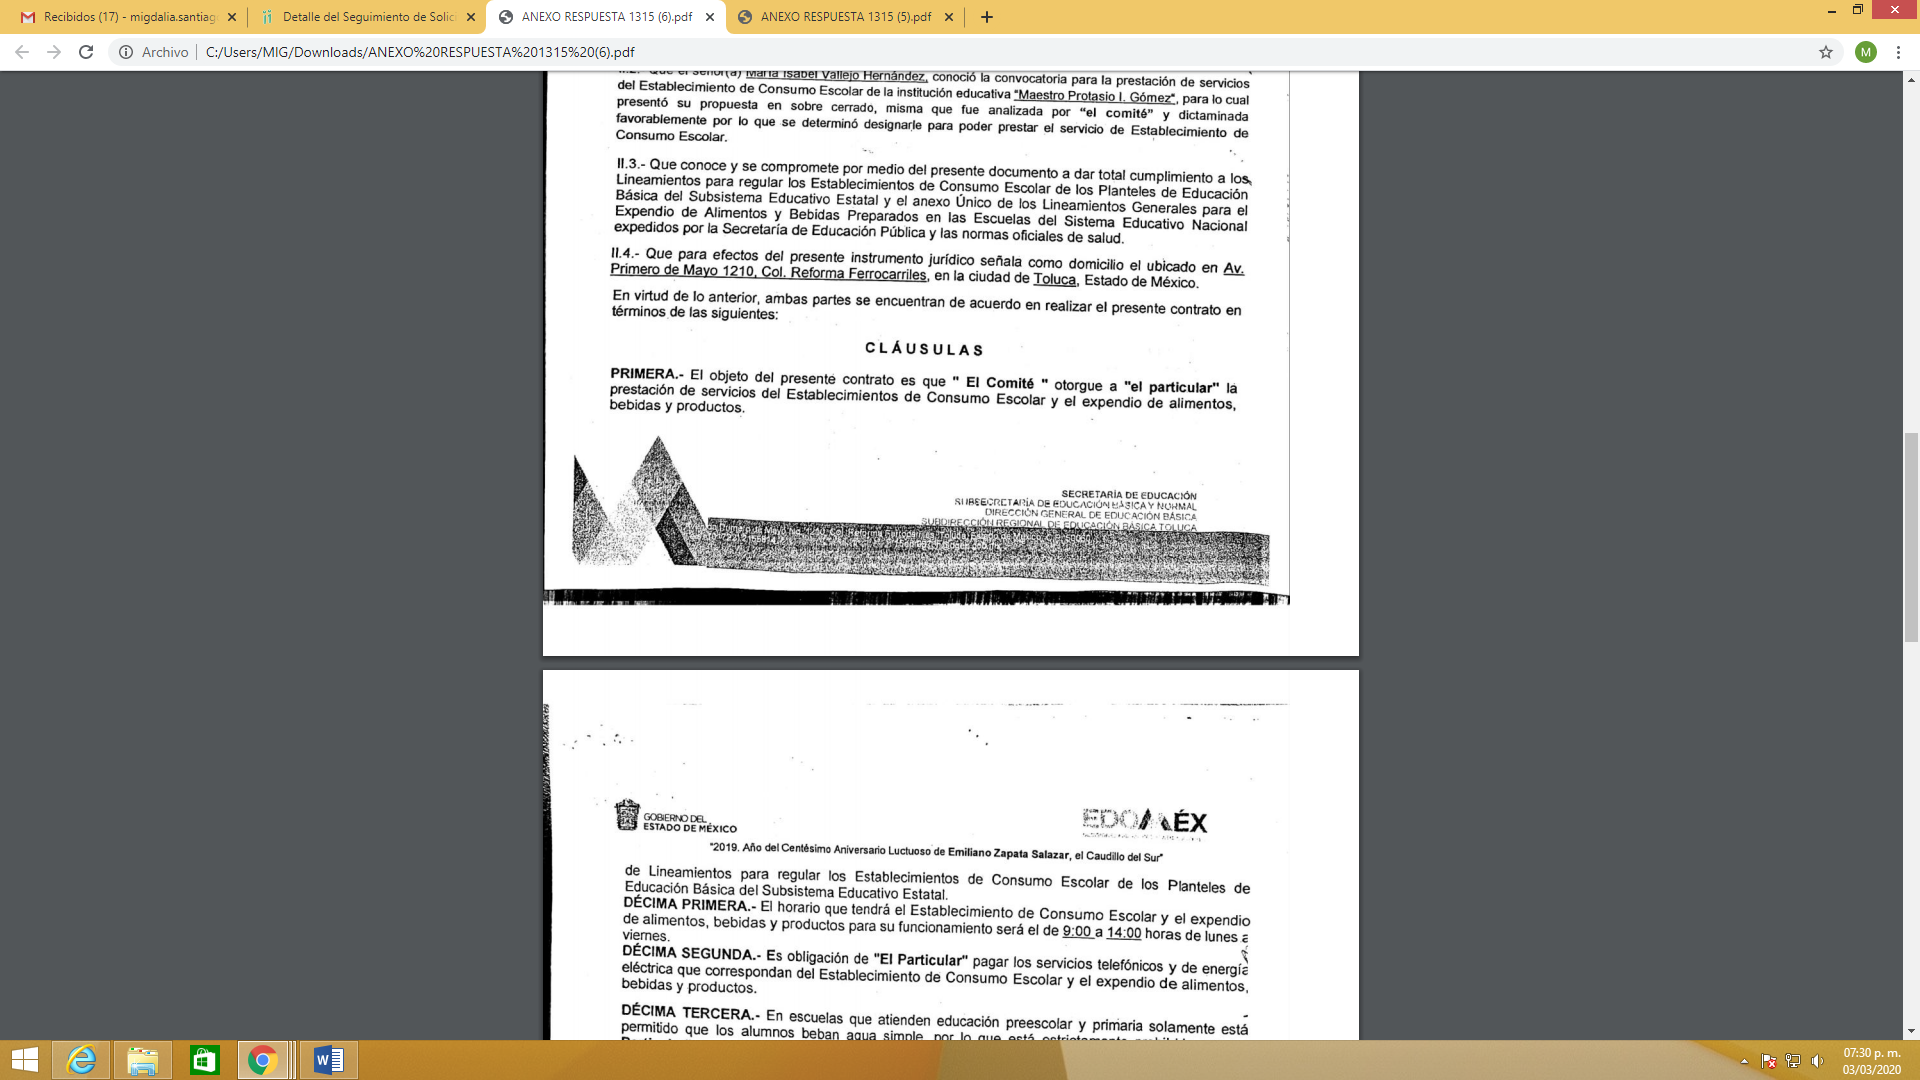 Recibidos (17) - migdalia.santiag
Detalle del Seguimiento de Solici
ANEXO RESPUESTA 1315 (6).pdf
ANEXO RESPUESTA 1315 (5).pdf
Archivo
C:/Users/MIG/Downloads/ANEXO%20RESPUESTA%201315%20(6).pdf
M
II.2.- Que el señor(a) María Isabel Vallejo Hernández, conoció la convocatoria para la prestación de servicios
del Establecimiento de Consumo Escolar de la institución educativa "Maestro Protasio I. Gómez", para lo cual
presentó su propuesta en sobre cerrado, misma que fue analizada por "el comité" y dictaminada
favorablemente por lo que se determinó designarle para poder prestar el servicio de Establecimiento de
Consumo Escolar.
II.3.- Que conoce y se compromete por medio del presente documento a dar total cumplimiento a los
Lineamientos para regular los Establecimientos de Consumo Escolar de los Planteles de Educación
Básica del Subsistema Educativo Estatal y el anexo Único de los Lineamientos Generales para el
Expendio de Alimentos y Bebidas Preparados en las Escuelas del Sistema Educativo Nacional
expedidos por la Secretaría de Educación Pública y las normas oficiales de salud.
II.4.- Que para efectos del presente instrumento jurídico señala como domicilio el ubicado en Av.
Primero de Mayo 1210, Col. Reforma Ferrocarriles, en la ciudad de Toluca, Estado de México.
En virtud de lo anterior, ambas partes se encuentran de acuerdo en realizar el presente contrato en
términos de las siguientes:
CLÁUSULAS
PRIMERA.- El objeto del presente contrato es que " El Comité " otorgue a "el particular" la
prestación de servicios del Establecimientos de Consumo Escolar y el expendio de alimentos,
bebidas y productos.
SECRETARÍA DE EDUCACIÓN
SUBSECRETARÍA DE EDUCACIÓN BÁSICA Y NORMAL
DIRECCIÓN GENERAL DE EDUCACIÓN BÁSICA
SUBDIRECCIÓN REGIONAL DE EDUCACIÓN BÁSICA TOLUCA
GOBIERNO DEL
ESTADO DE MÉXICO
EDOMÉX
"2019. Año del Centésimo Aniversario Luctuoso de Emiliano Zapata Salazar, el Caudillo del Sur"
de Lineamientos para regular los Establecimientos de Consumo Escolar de los Planteles de
Educación Básica del Subsistema Educativo Estatal.
DÉCIMA PRIMERA.- El horario que tendrá el Establecimiento de Consumo Escolar y el expendio
de alimentos, bebidas y productos para su funcionamiento será el de 9:00 a 14:00 horas de lunes a
viernes.
DÉCIMA SEGUNDA.- Es obligación de "El Particular" pagar los servicios telefónicos y de energía
eléctrica que correspondan del Establecimiento de Consumo Escolar y el expendio de alimentos,
bebidas y productos.
DÉCIMA TERCERA.- En escuelas que atienden educación preescolar y primaria solamente está
permitido que los alumnos beban agua simple, por lo que está estrictamente
07:30 p. m.
03/03/2020